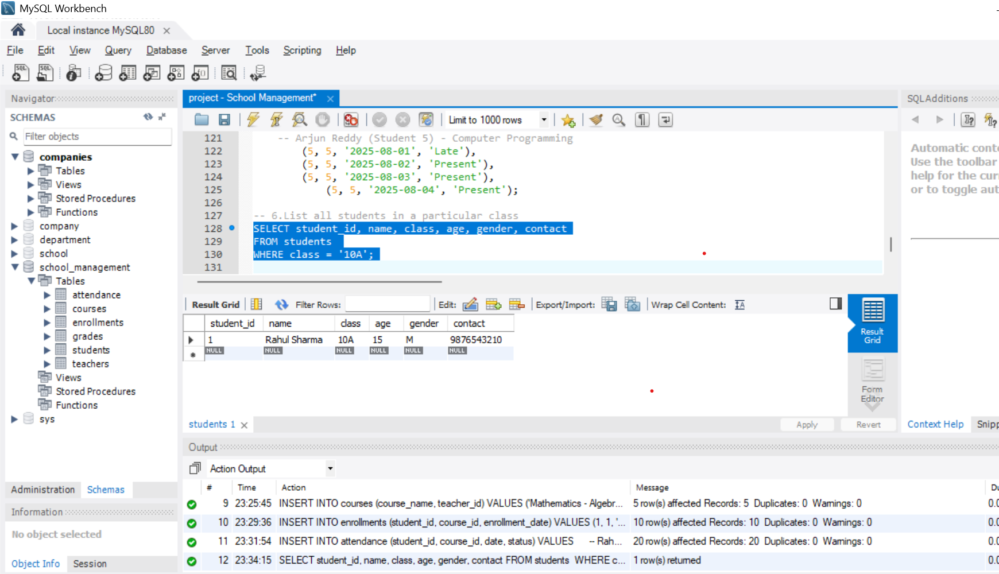 MySQL Workbench
Local instance MySQL80
File Edit View Query Database Server Tools Scripting Help
Navigator
SCHEMAS
Filter objects
companies
Tables
Views
Stored Procedures
Functions
company
department
school
school_management
Tables
attendance
courses
enrollments
grades
students
teachers
Views
Stored Procedures
Functions
sys
Administration Schemas
Information
No object selected
Object Info Session
project - School Management*
Limit to 1000 rows
121 -- Arjun Reddy (Student 5) - Computer Programming
122 (5, 5, '2025-08-01', 'Late'),
123 (5, 5, '2025-08-02', 'Present'),
124 (5, 5, '2025-08-03', 'Present'),
125 (5, 5, '2025-08-04', 'Present');
126
127 -- 6.List all students in a particular class
128 SELECT student_id, name, class, age, gender, contact
129 FROM students
130 WHERE class = '10A';
131
Result Grid Filter Rows: Edit: Export/Import: Wrap Cell Content:
student_id name class age gender contact
1 Rahul Sharma 10A 15 M 9876543210
NULL NULL NULL NULL NULL NULL
Result Grid
Form Editor
students 1
Apply Revert
SQLAdditions
Automatic conte
Use the toolbar
help for the curr
or to toggle aut
Context Help Snipp
Output
Action Output
# Time Action Message Du
9 23:25:45 INSERT INTO courses (course_name, teacher_id) VALUES ('Mathematics - Algebr... 5 row(s) affected Records: 5 Duplicates: 0 Warnings: 0 0.0
10 23:29:36 INSERT INTO enrollments (student_id, course_id, enrollment_date) VALUES (1, 1, '... 10 row(s) affected Records: 10 Duplicates: 0 Warnings: 0 0.0
11 23:31:54 INSERT INTO attendance (student_id, course_id, date, status) VALUES -- Rah... 20 row(s) affected Records: 20 Duplicates: 0 Warnings: 0 0.0
12 23:34:15 SELECT student_id, name, class, age, gender, contact FROM students WHERE c... 1 row(s) returned 0.0